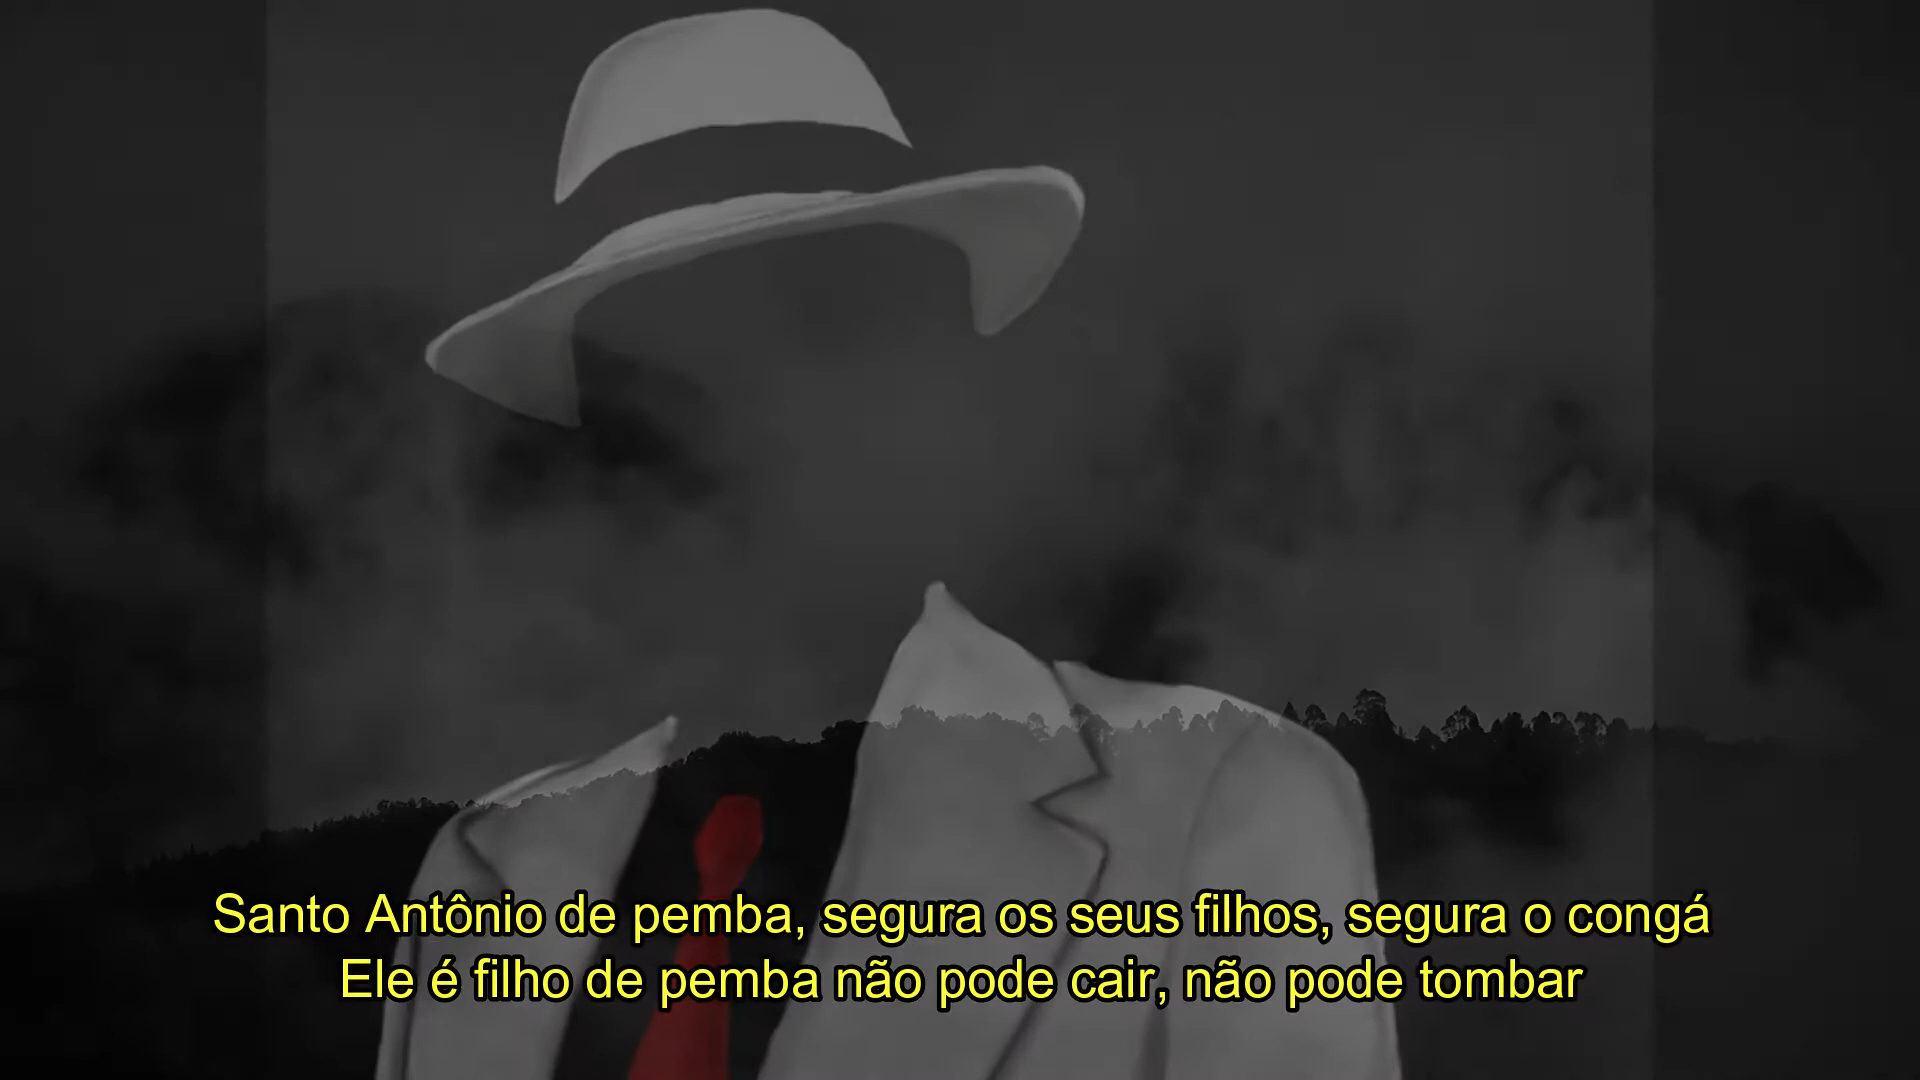 Santo Antônio de pemba, segura os seus filhos, segura o congá
Ele é filho de pemba não pode cair, não pode tombar